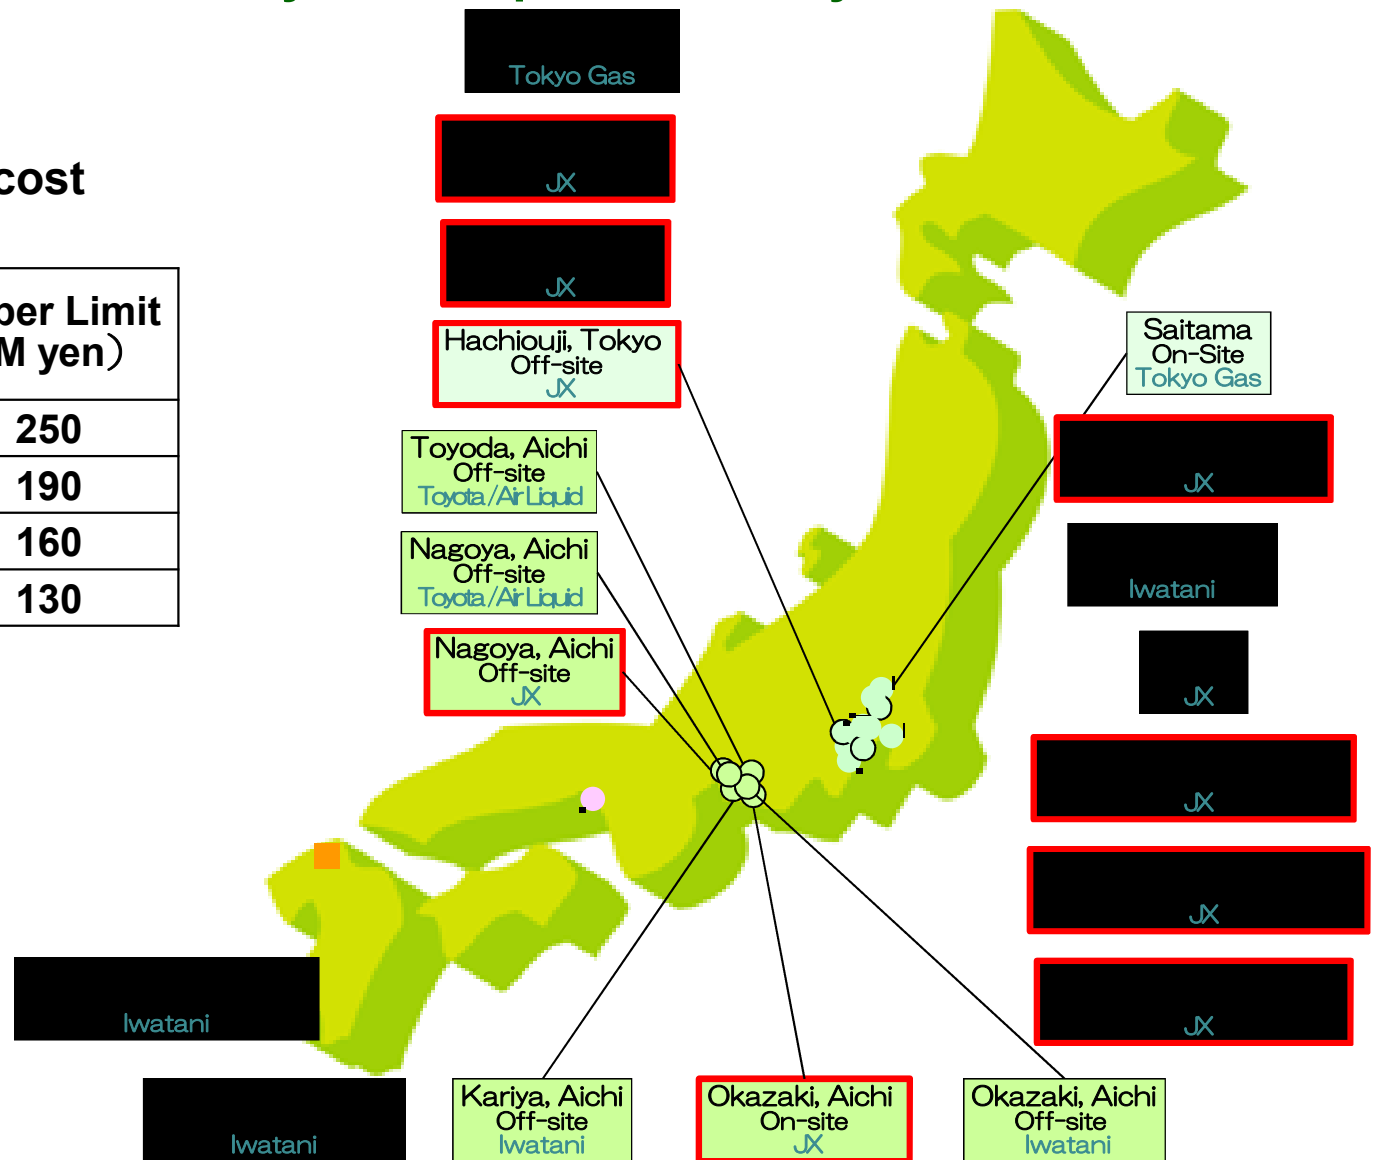 Tokyo Gas
JX
cost
JX
per Limit
M yen）
250
190
160
130
Hachiouji, Tokyo
Off-site
JX
Saitama
On-Site
Tokyo Gas
Toyoda, Aichi
Off-site
Toyota/Air Liquid
JX
Nagoya, Aichi
Off-site
Toyota/Air Liquid
Iwatani
Nagoya, Aichi
Off-site
JX
JX
JX
JX
JX
Iwatani
Iwatani
Kariya, Aichi
Off-site
Iwatani
Okazaki, Aichi
On-site
JX
Okazaki, Aichi
Off-site
Iwatani